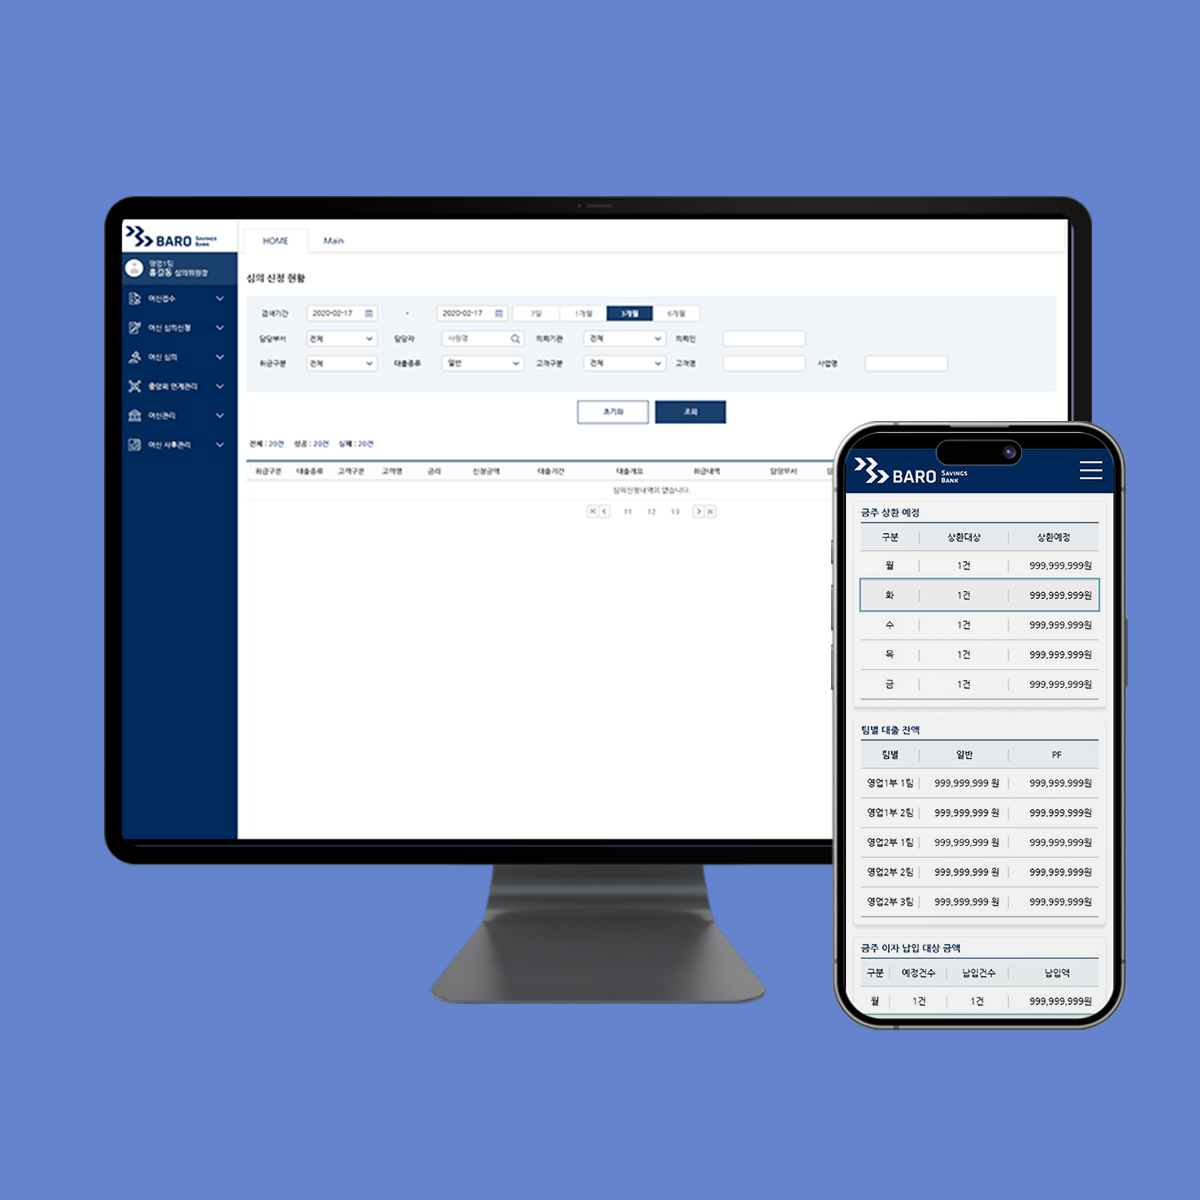 BARO SAVINGS BANK
HOME Main
영업1팀
홍길동 심의위원장
여신접수
여신 심의신청
여신 심의
중앙회 연계관리
여신관리
여신 사후관리
심의 신청 현황
검색기간 2020-02-17 - 2020-02-17 7일 1개월 3개월 6개월
담당부서 전체 담당자 사원명 의뢰기관 전체 의뢰인
취급구분 전체 대출종류 일반 고객구분 전체 고객명 사업명
초기화 조회
전체 : 20건 성공 : 20건 실패 : 20건
취급구분 대출종류 고객구분 고객명 금리 신청금액 대출기간 대출개요 취급내역 담당부서
심의신청내역이 없습니다.
11 12 13
BARO SAVINGS BANK
금주 상환 예정
구분 상환대상 상환예정
월 1건 999,999,999원
화 1건 999,999,999원
수 1건 999,999,999원
목 1건 999,999,999원
금 1건 999,999,999원
팀별 대출 잔액
팀별 일반 PF
영업1부 1팀 999,999,999 원 999,999,999원
영업1부 2팀 999,999,999 원 999,999,999원
영업2부 1팀 999,999,999 원 999,999,999원
영업2부 2팀 999,999,999 원 999,999,999원
영업2부 3팀 999,999,999 원 999,999,999원
금주 이자 납입 대상 금액
구분 예정건수 납입건수 납입액
월 1건 1건 999,999,999원